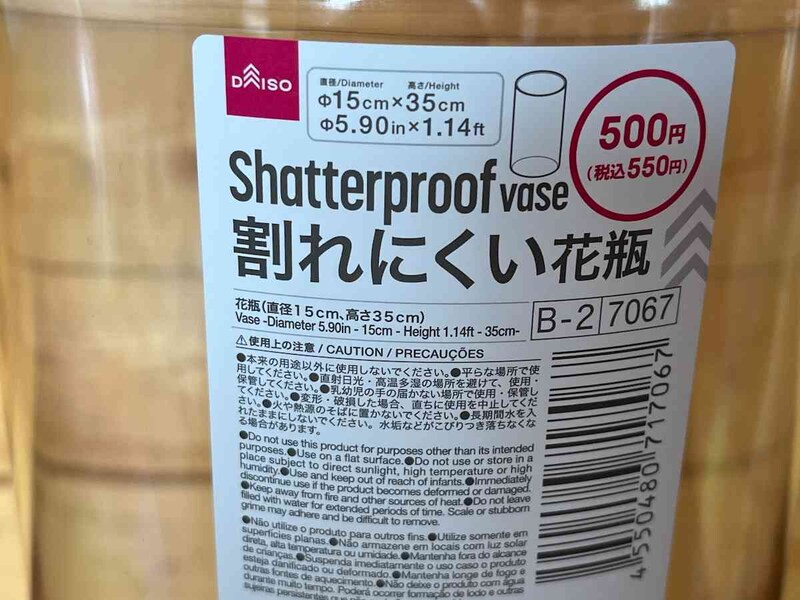 DAISO
直径/Diameter 高さ/Height
Φ15cm×35cm
Φ5.90in×1.14ft
500円
(税込550円)
Shatterproof vase
割れにくい花瓶
花瓶(直径15cm、高さ35cm)
Vase -Diameter 5.90in - 15cm - Height 1.14ft - 35cm-
B-2 7067
⚠使用上の注意 / CAUTION / PRECAUÇÕES
●本来の用途以外に使用しないでください。●平らな場所で使
用してください。●直射日光・高温多湿の場所を避けて、使用・
保管してください。●乳幼児の手の届かない場所で使用・保管し
てください。●変形・破損した場合、直ちに使用を中止してくだ
さい。●火や熱源のそばに置かないでください。●長期間水を入
れたままにしないでください。水垢などがこびりつき落ちなくな
る場合があります。
●Do not use this product for purposes other than its intended
purposes.●Use on a flat surface.●Do not use or store in a
place subject to direct sunlight, high temperature or high
humidity.●Use and keep out of reach of infants.●Immediately
discontinue use if the product becomes deformed or damaged.
●Keep away from fire and other sources of heat.●Do not leave
filled with water for extended periods of time. Scale or stubborn
grime may adhere and be difficult to remove.
●Não utilize o produto para outros fins.●Utilize somente em
superfícies planas.●Não armazene em locais com luz solar
direta, alta temperatura ou umidade.●Mantenha fora do alcance
de crianças.●Suspenda imediatamente o uso caso o produto
esteja danificado ou deformado.●Mantenha longe de fogo e
outras fontes de aquecimento.●Não deixe o produto com água
durante muito tempo. Poderá ocorrer formação de lodo e outras
sujeiras persistentes que
4 550480 717067